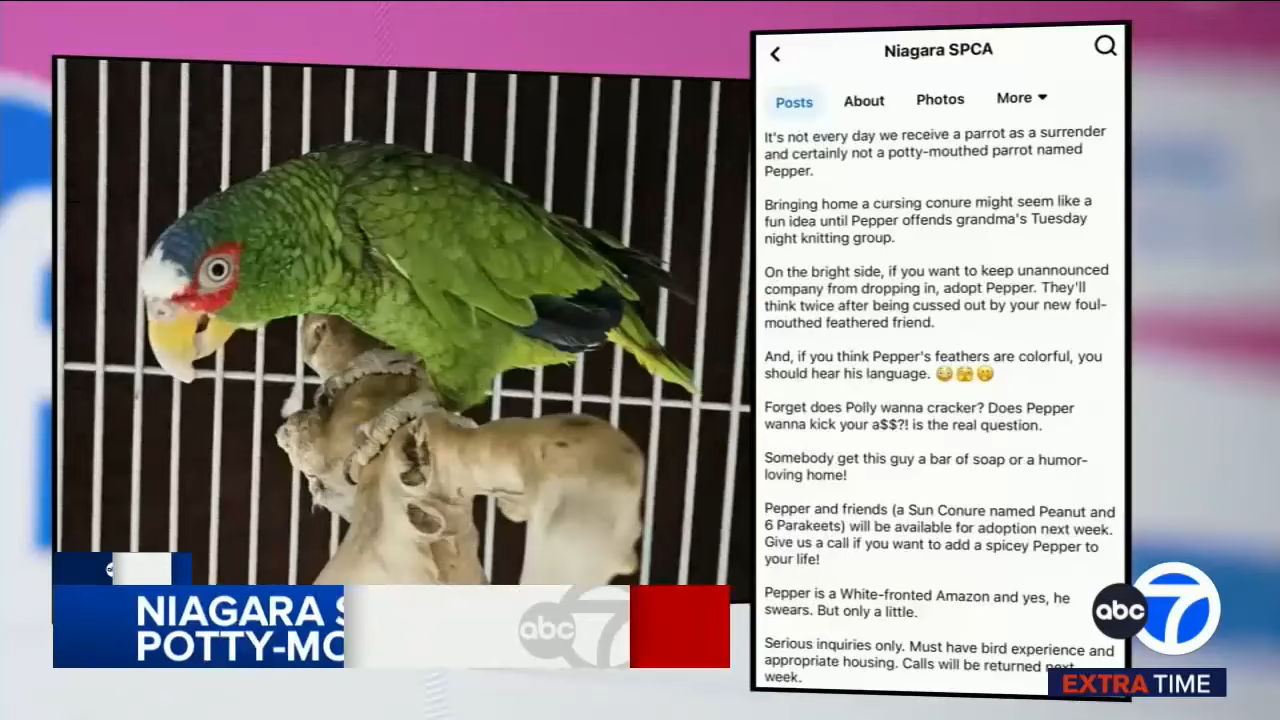 Niagara SPCA
Posts
About
Photos
More
It's not every day we receive a parrot as a surrender
and certainly not a potty-mouthed parrot named
Pepper.
Bringing home a cursing conure might seem like a
fun idea until Pepper offends grandma's Tuesday
night knitting group.
On the bright side, if you want to keep unannounced
company from dropping in, adopt Pepper. They'll
think twice after being cussed out by your new foul-
mouthed feathered friend.
And, if you think Pepper's feathers are colorful, you
should hear his language. 😂🫣🤭
Forget does Polly wanna cracker? Does Pepper
wanna kick your a$$?! is the real question.
Somebody get this guy a bar of soap or a humor-
loving home!
Pepper and friends (a Sun Conure named Peanut and
6 Parakeets) will be available for adoption next week.
Give us a call if you want to add a spicey Pepper to
your life!
Pepper is a White-fronted Amazon and yes, he
swears. But only a little.
Serious inquiries only. Must have bird experience and
appropriate housing. Calls will be returned next
week.
NIAGARA S
POTTY-MO
abc 7
abc 7
EXTRA TIME